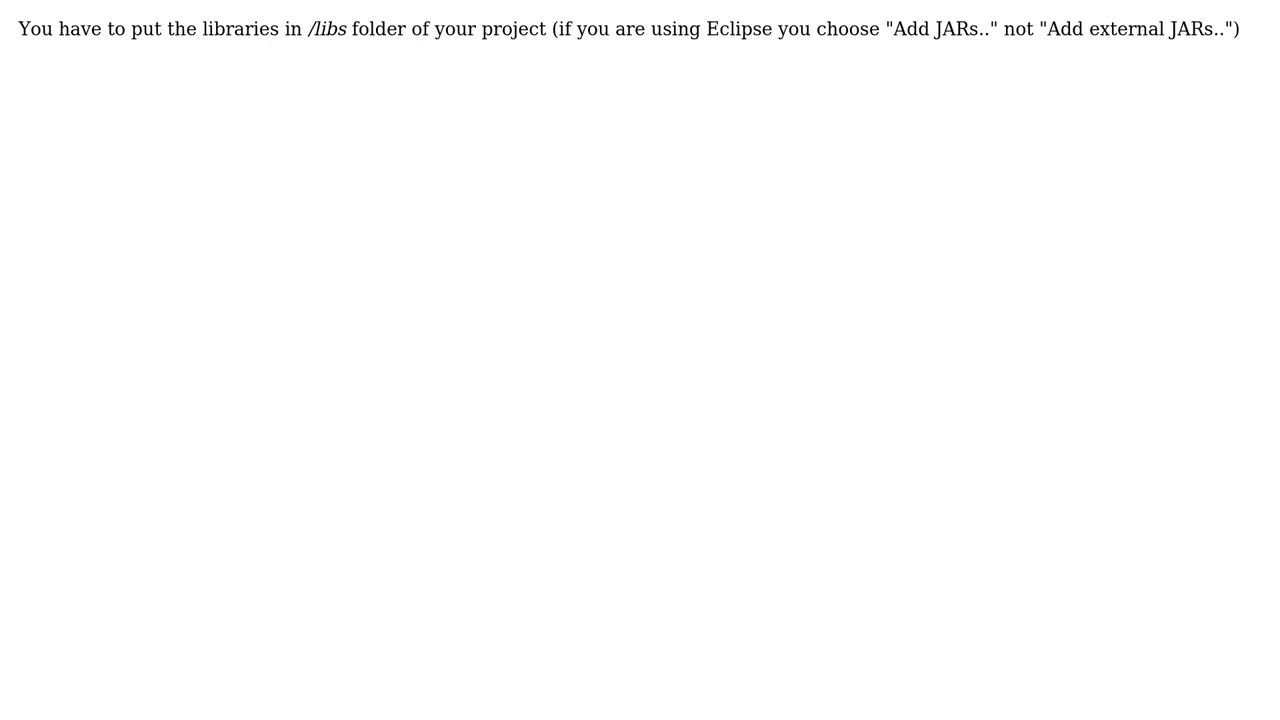 You have to put the libraries in /libs folder of your project (if you are using Eclipse you choose "Add JARs.." not "Add external JARs..")